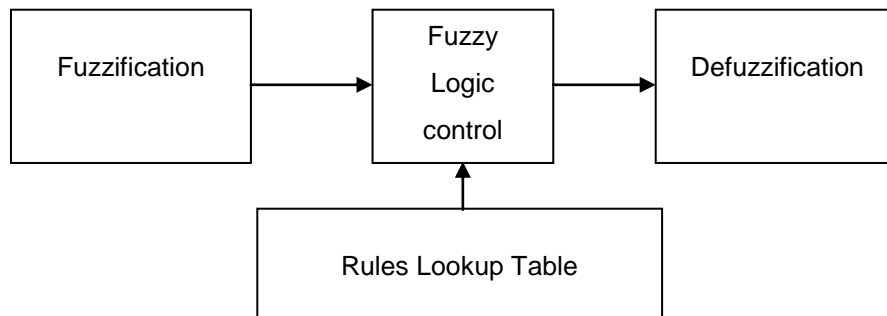 Fuzzification
Fuzzy
Logic
control
Defuzzification
Rules Lookup Table